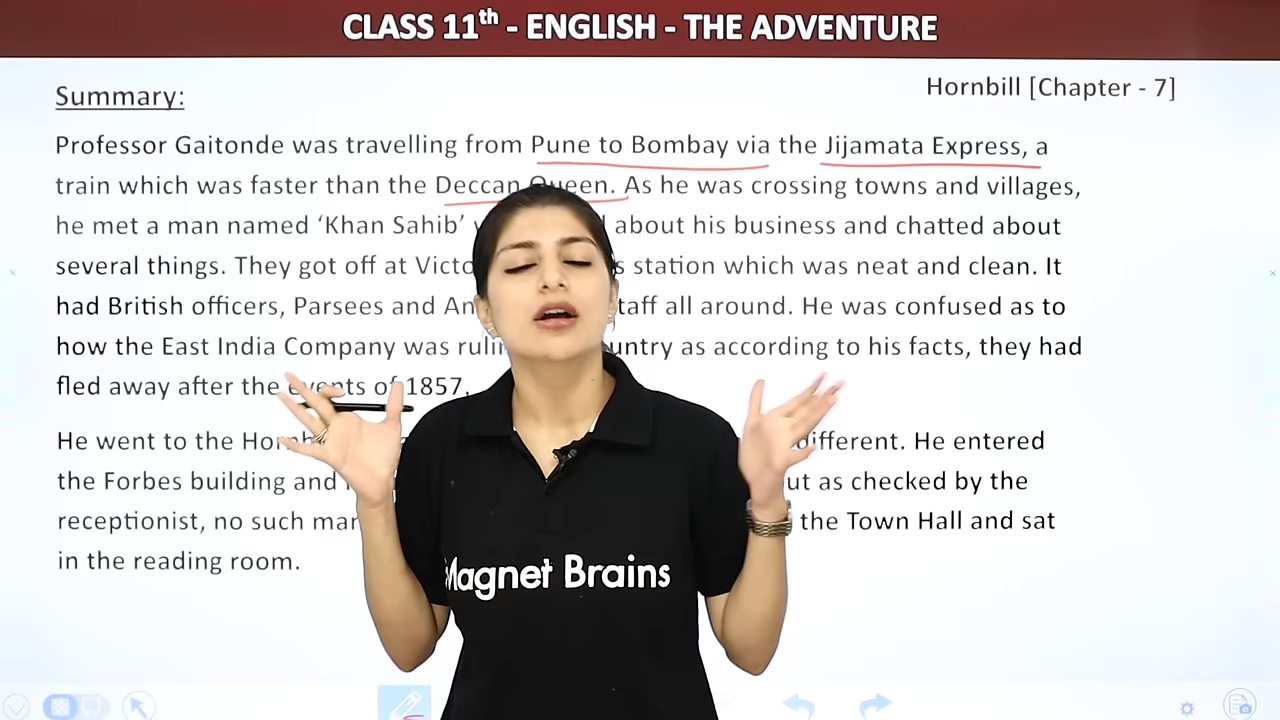 CLASS 11th - ENGLISH - THE ADVENTURE
Hornbill [Chapter - 7]
Summary:
Professor Gaitonde was travelling from Pune to Bombay via the Jijamata Express, a
train which was faster than the Deccan Queen. As he was crossing towns and villages,
he met a man named ‘Khan Sahib’ about his business and chatted about
several things. They got off at station which was neat and clean. It
had British officers, Parsees and all around. He was confused as to
how the East India Company was as according to his facts, they had
fled away after the events of 1857.
He went to the different. He entered
the Forbes building and as checked by the
receptionist, no such the Town Hall and sat
in the reading room.
Magnet Brains